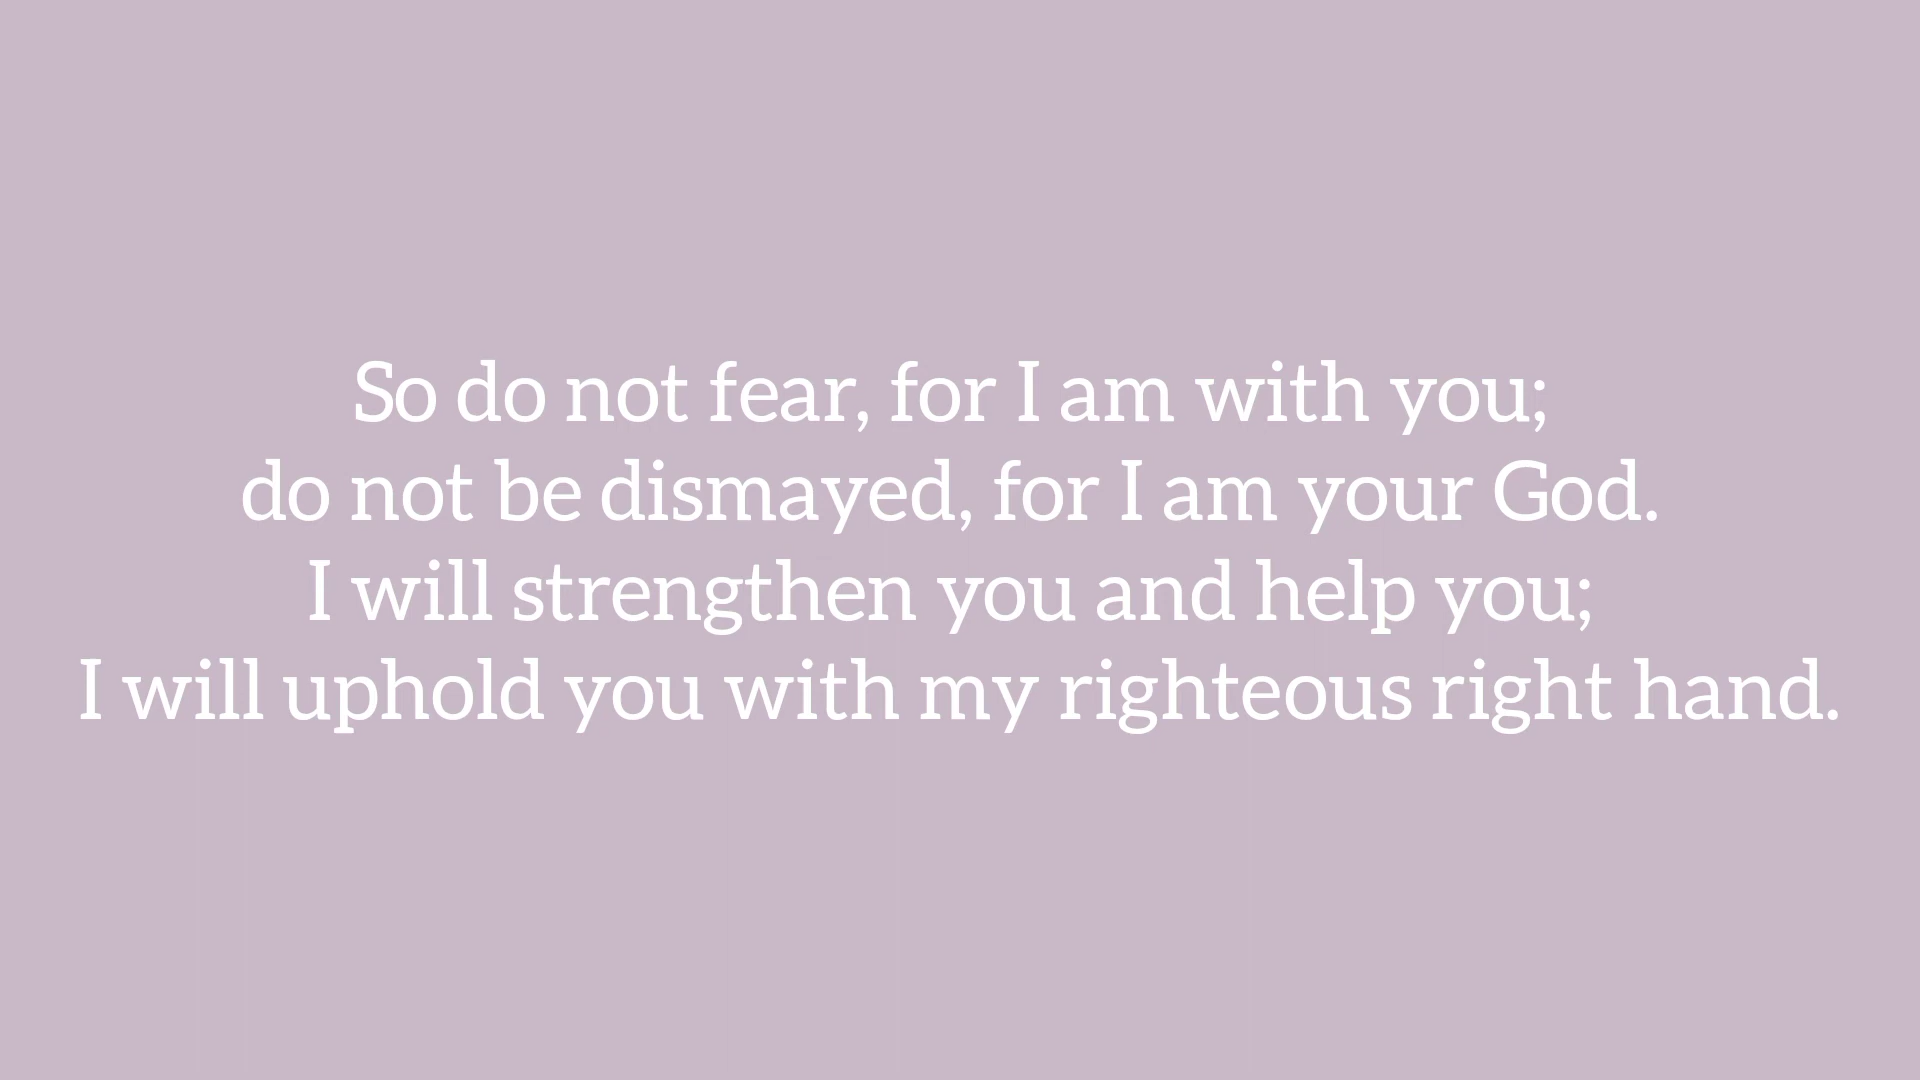 So do not fear, for I am with you;
do not be dismayed, for I am your God.
I will strengthen you and help you;
I will uphold you with my righteous right hand.